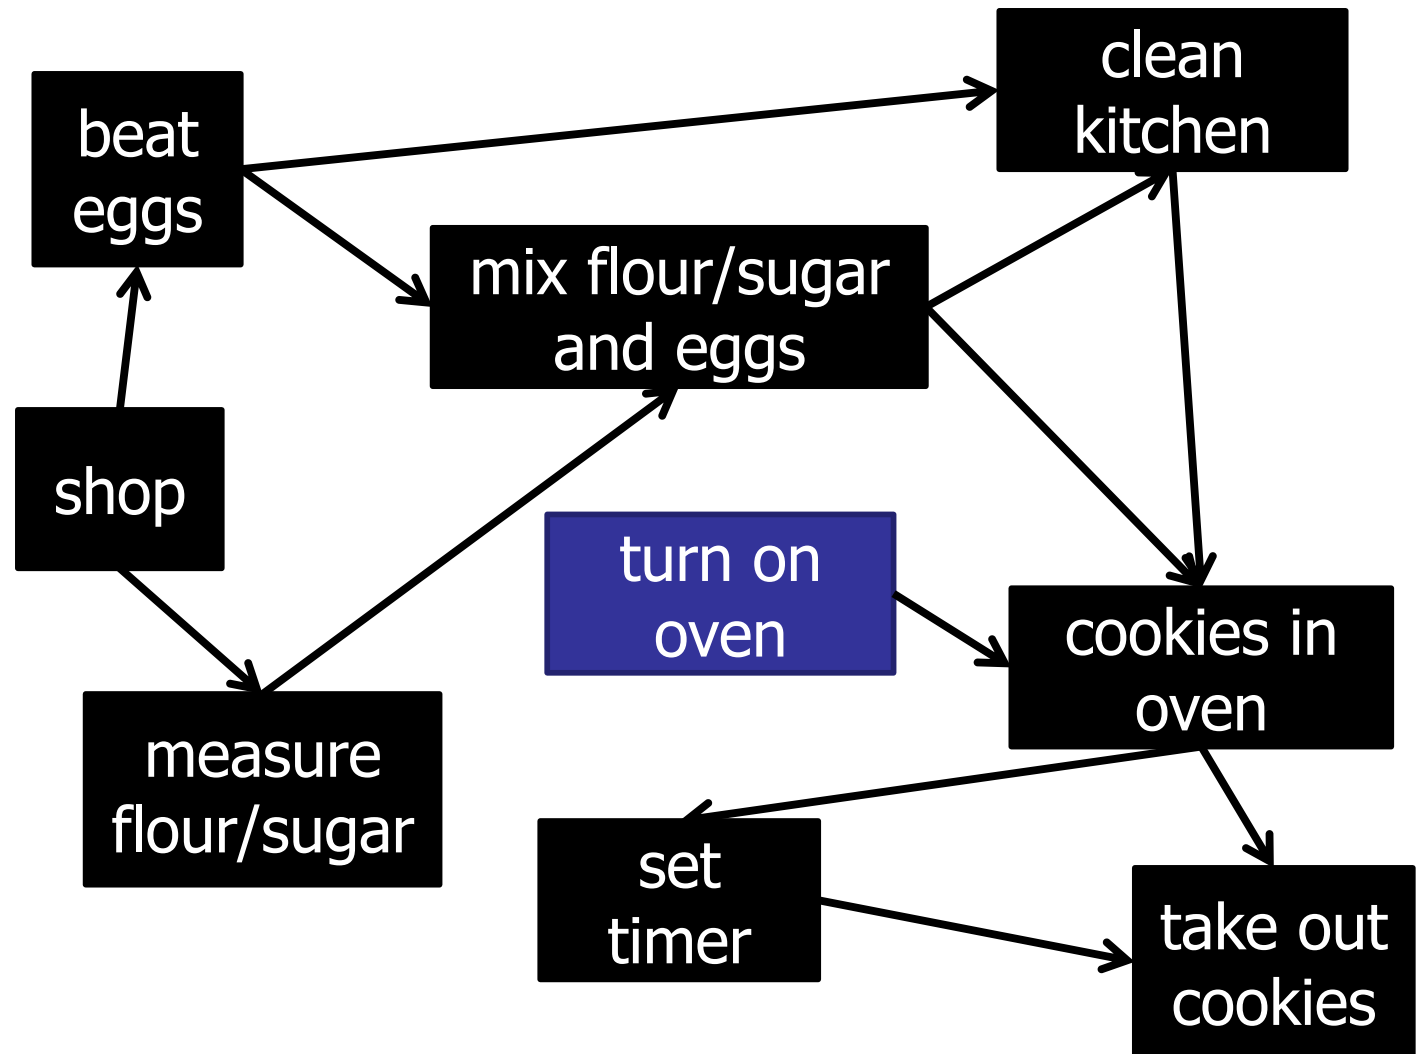 clean
kitchen
beat
eggs
mix flour/sugar
and eggs
shop
turn on
oven
cookies in
oven
measure
flour/sugar
set
timer
take out
cookies